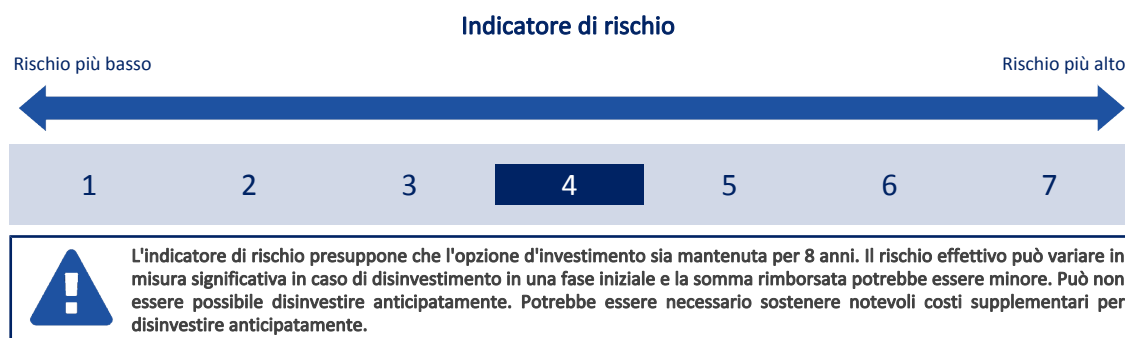 Indicatore di rischio
Rischio più basso
Rischio più alto
1 2 3 4 5 6 7
L'indicatore di rischio presuppone che l'opzione d'investimento sia mantenuta per 8 anni. Il rischio effettivo può variare in
misura significativa in caso di disinvestimento in una fase iniziale e la somma rimborsata potrebbe essere minore. Può non
essere possibile disinvestire anticipatamente. Potrebbe essere necessario sostenere notevoli costi supplementari per
disinvestire anticipatamente.